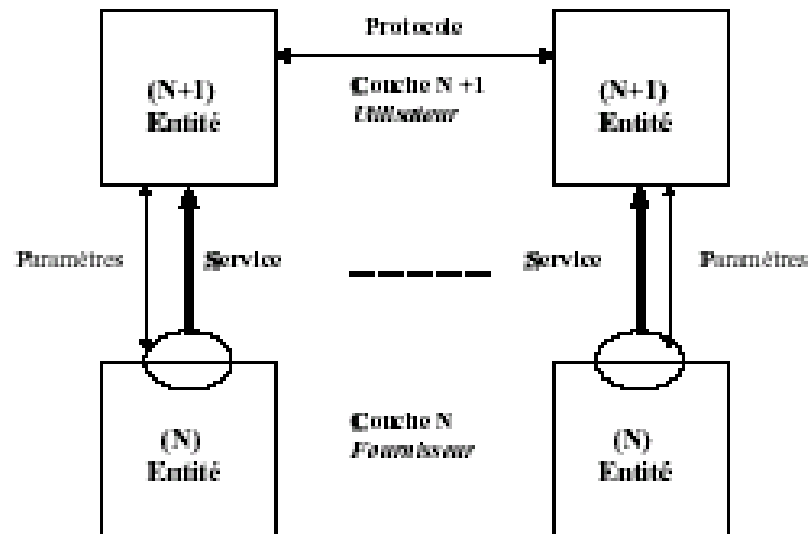 Protocole
(N+1)
Entité
Couche N +1
Utilisateur
(N+1)
Entité
Paramètres
Service
Service
Paramètres
(N)
Entité
Couche N
Fournisseur
(N)
Entité